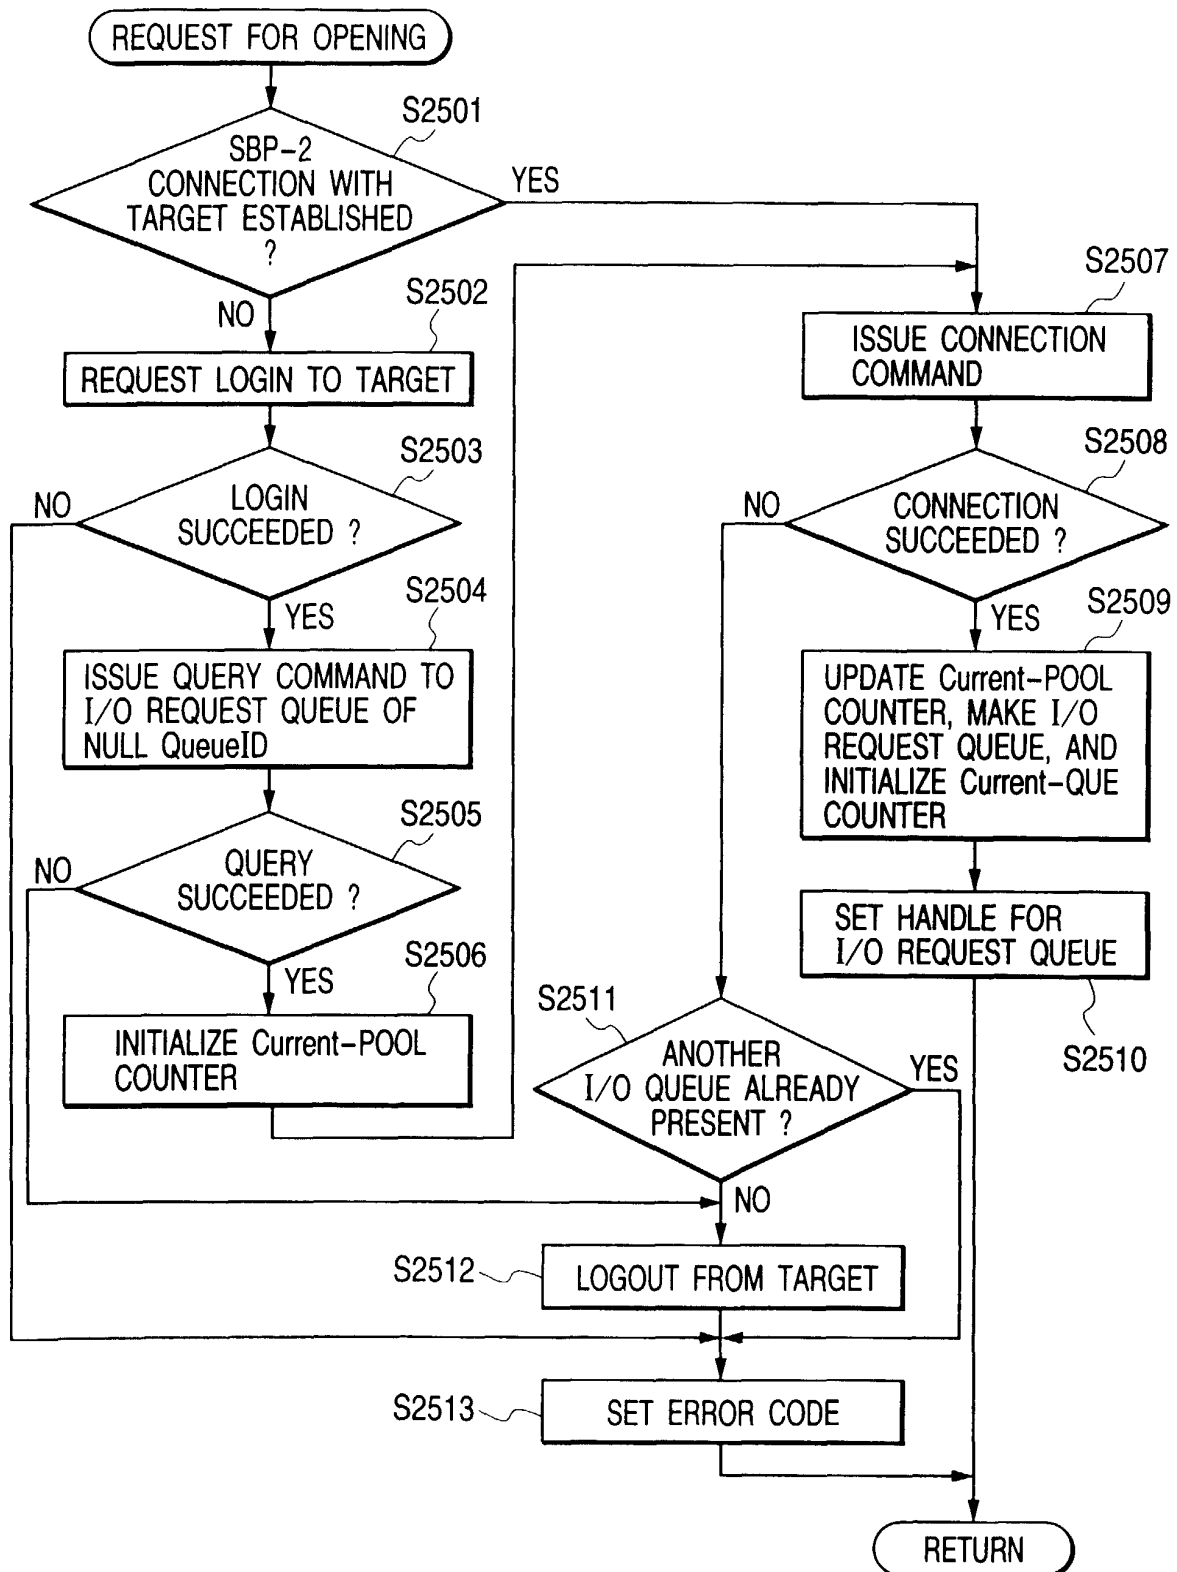 REQUEST FOR OPENING
S2501
SBP-2
CONNECTION WITH
TARGET ESTABLISHED
?
YES
NO
S2502
REQUEST LOGIN TO TARGET
S2503
LOGIN
SUCCEEDED ?
NO
YES
S2504
ISSUE QUERY COMMAND TO
I/O REQUEST QUEUE OF
NULL QueueID
S2505
QUERY
SUCCEEDED ?
NO
YES
S2506
INITIALIZE Current-POOL
COUNTER
S2507
ISSUE CONNECTION
COMMAND
S2508
CONNECTION
SUCCEEDED ?
NO
YES
S2509
UPDATE Current-POOL
COUNTER, MAKE I/O
REQUEST QUEUE, AND
INITIALIZE Current-QUE
COUNTER
SET HANDLE FOR
I/O REQUEST QUEUE
S2510
S2511
ANOTHER
I/O QUEUE ALREADY
PRESENT ?
YES
NO
S2512
LOGOUT FROM TARGET
S2513
SET ERROR CODE
RETURN